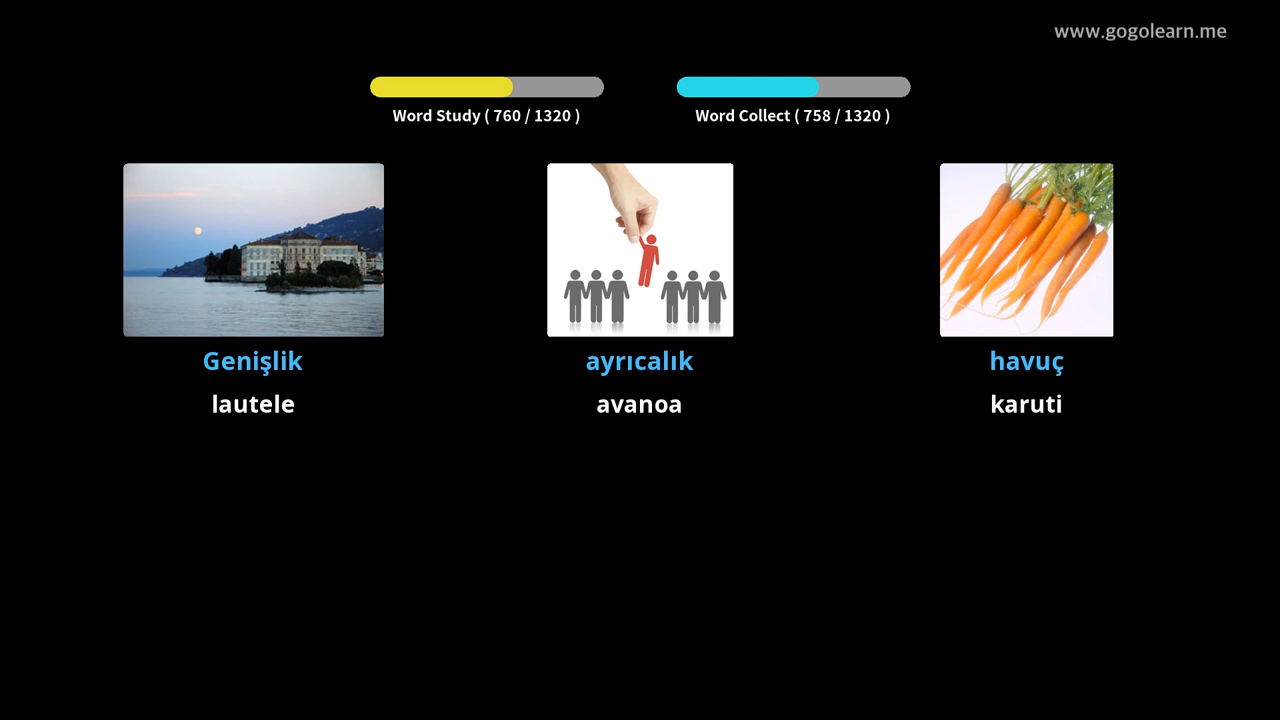 www.gogolearn.me
Word Study ( 760 / 1320 )
Word Collect ( 758 / 1320 )
Genişlik
ayrıcalık
havuç
lautele
avanoa
karuti